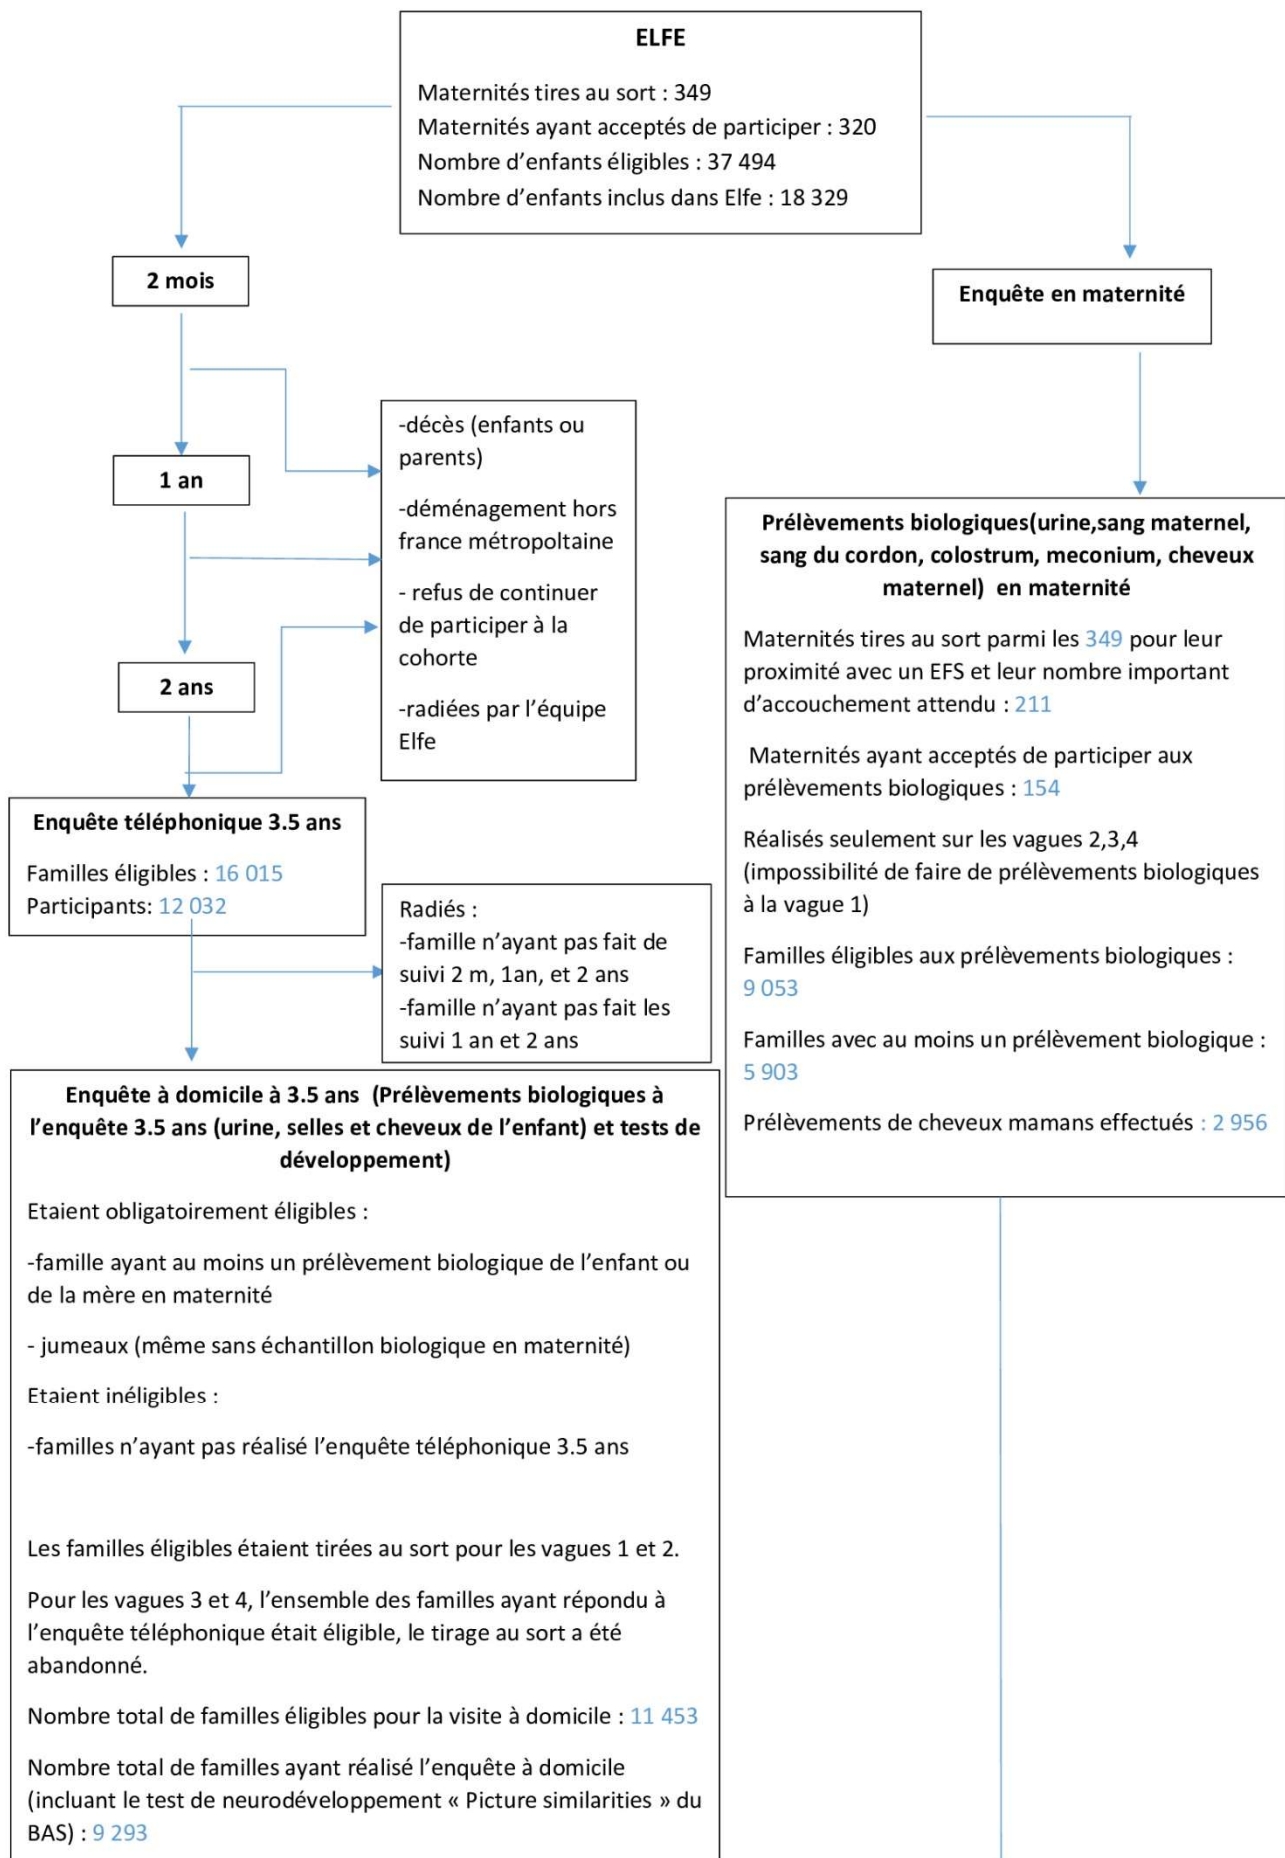 ELFE
Maternités tires au sort : 349
Maternités ayant acceptés de participer : 320
Nombre d'enfants éligibles : 37 494
Nombre d'enfants inclus dans Elfe : 18 329
2 mois
Enquête en maternité
1 an
-décès (enfants ou
parents)
-déménagement hors
france métropoltaine
- refus de continuer
de participer à la
cohorte
-radiées par l'équipe
Elfe
2 ans
Prélèvements biologiques(urine,sang maternel,
sang du cordon, colostrum, meconium, cheveux
maternel) en maternité
Maternités tires au sort parmi les 349 pour leur
proximité avec un EFS et leur nombre important
d'accouchement attendu : 211
Maternités ayant acceptés de participer aux
prélèvements biologiques : 154
Réalisés seulement sur les vagues 2,3,4
(impossibilité de faire de prélèvements biologiques
à la vague 1)
Familles éligibles aux prélèvements biologiques :
9 053
Familles avec au moins un prélèvement biologique :
5 903
Prélèvements de cheveux mamans effectués : 2 956
Enquête téléphonique 3.5 ans
Familles éligibles : 16 015
Participants: 12 032
Radiés :
-famille n'ayant pas fait de
suivi 2 m, 1an, et 2 ans
-famille n'ayant pas fait les
suivi 1 an et 2 ans
Enquête à domicile à 3.5 ans (Prélèvements biologiques à
l'enquête 3.5 ans (urine, selles et cheveux de l'enfant) et tests de
développement)
Etaient obligatoirement éligibles :
-famille ayant au moins un prélèvement biologique de l'enfant ou
de la mère en maternité
- jumeaux (même sans échantillon biologique en maternité)
Etaient inéligibles :
-familles n'ayant pas réalisé l'enquête téléphonique 3.5 ans
Les familles éligibles étaient tirées au sort pour les vagues 1 et 2.
Pour les vagues 3 et 4, l'ensemble des familles ayant répondu à
l'enquête téléphonique était éligible, le tirage au sort a été
abandonné.
Nombre total de familles éligibles pour la visite à domicile : 11 453
Nombre total de familles ayant réalisé l'enquête à domicile
(incluant le test de neurodéveloppement « Picture similarities » du
BAS) : 9 293